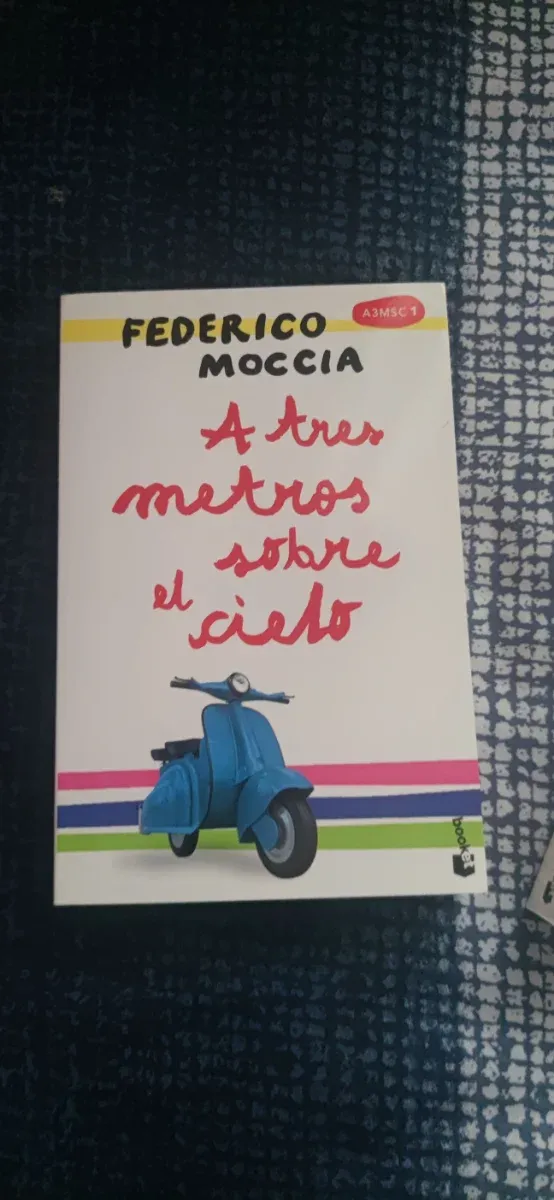 A3MSC 1
FEDERICO
MOCCIA
A tres
metros
sobre
el cielo
booket